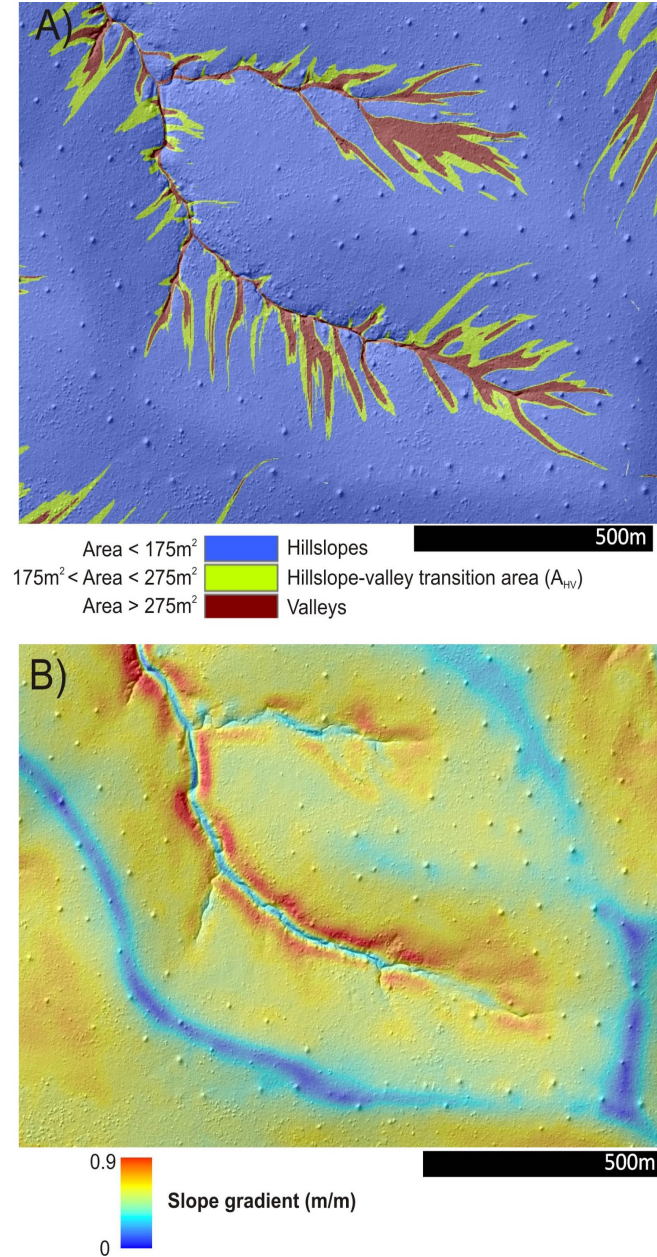 A)
500m
Area < 175m² Hillslopes
175m² < Area < 275m² Hillslope-valley transition area (A_HV)
Area > 275m² Valleys
B)
500m
0.9
Slope gradient (m/m)
0